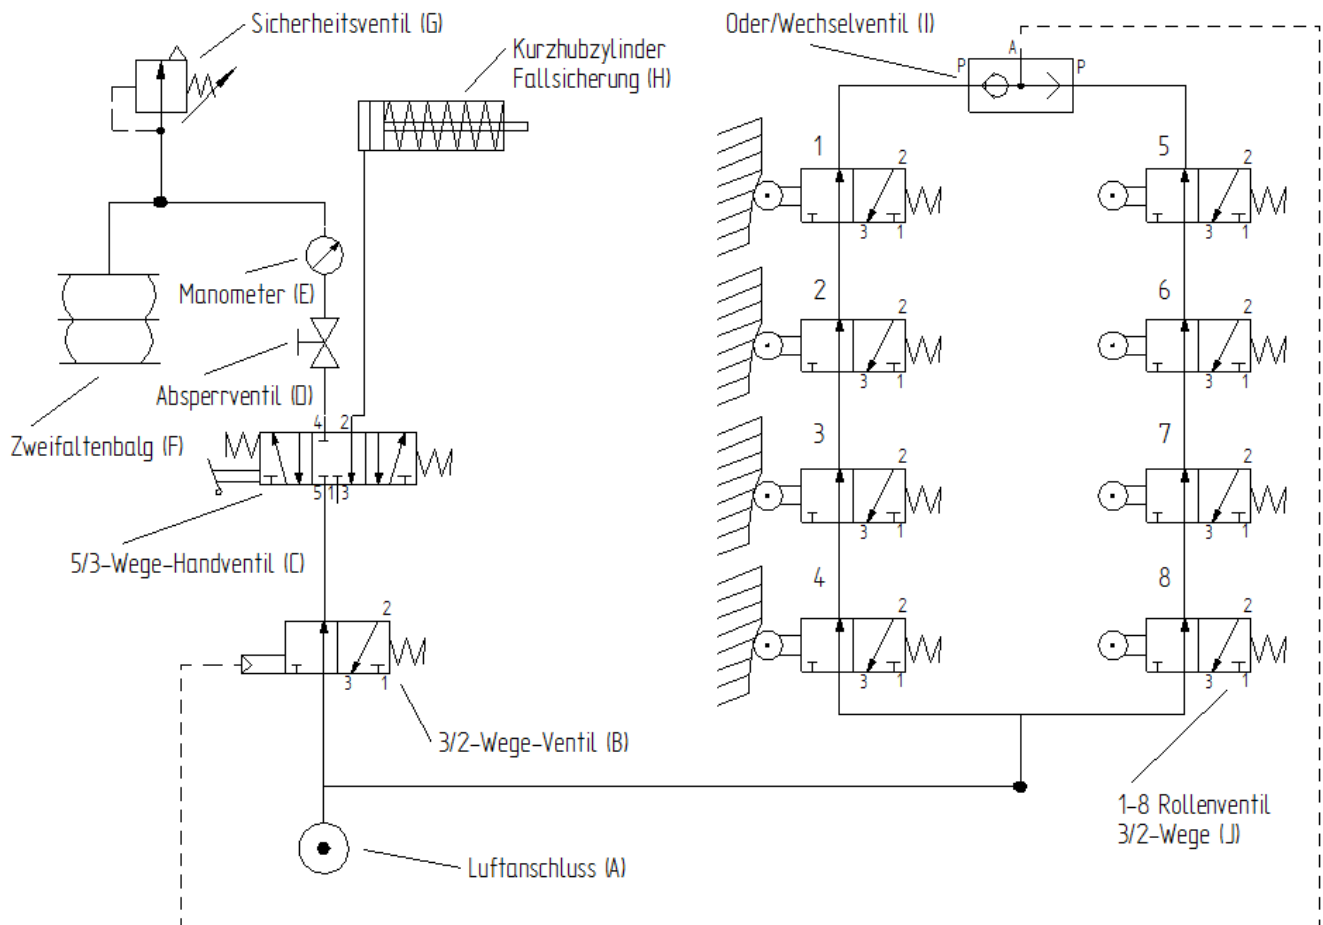 Sicherheitsventil (G)
Kurzhubzylinder
Fallsicherung (H)
Oder/Wechselventil (I)
P
A
P
1
2
3
1
5
2
3
1
Manometer (E)
2
2
3
1
6
2
3
1
Absperrventil (D)
Zweifaltenbalg (F)
4
2
5
1
3
3
2
3
1
7
2
3
1
5/3-Wege-Handventil (C)
4
2
3
1
8
2
3
1
2
3
1
3/2-Wege-Ventil (B)
1-8 Rollenventil
3/2-Wege (J)
Luftanschluss (A)